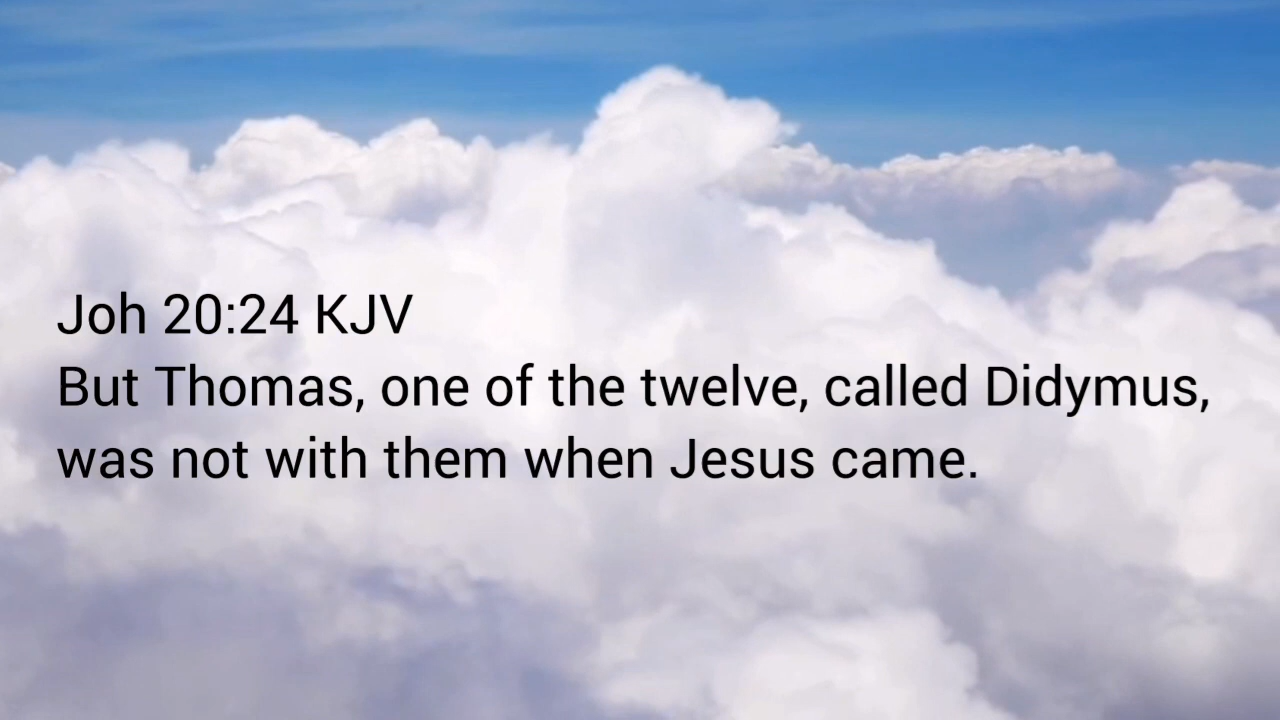 Joh 20:24 KJV
But Thomas, one of the twelve, called Didymus,
was not with them when Jesus came.